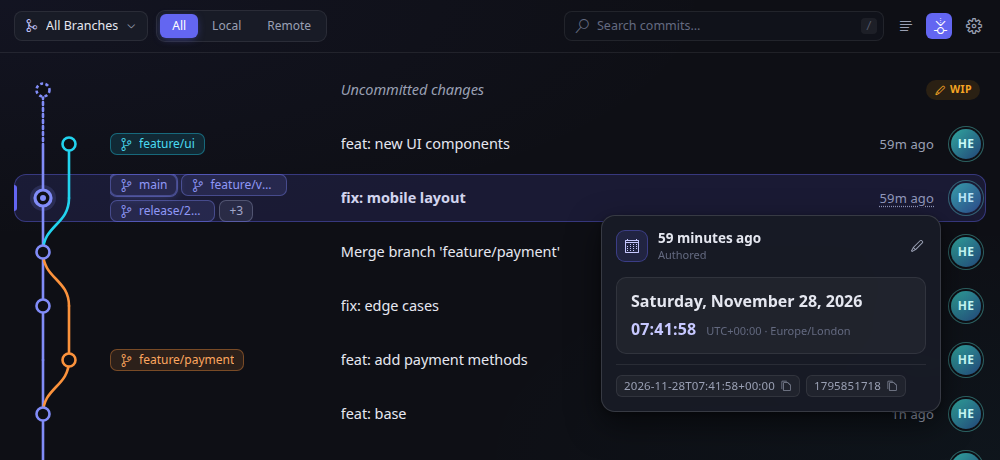 All Branches All Local Remote Search commits... /
Uncommitted changes WIP
feature/ui feat: new UI components 59m ago HE
main feature/v...
release/2... +3 fix: mobile layout 59m ago HE
Merge branch 'feature/payment' HE
59 minutes ago
Authored
fix: edge cases HE
Saturday, November 28, 2026
07:41:58 UTC+00:00 · Europe/London
feature/payment feat: add payment methods HE
2026-11-28T07:41:58+00:00 1795851718
feat: base 1h ago HE